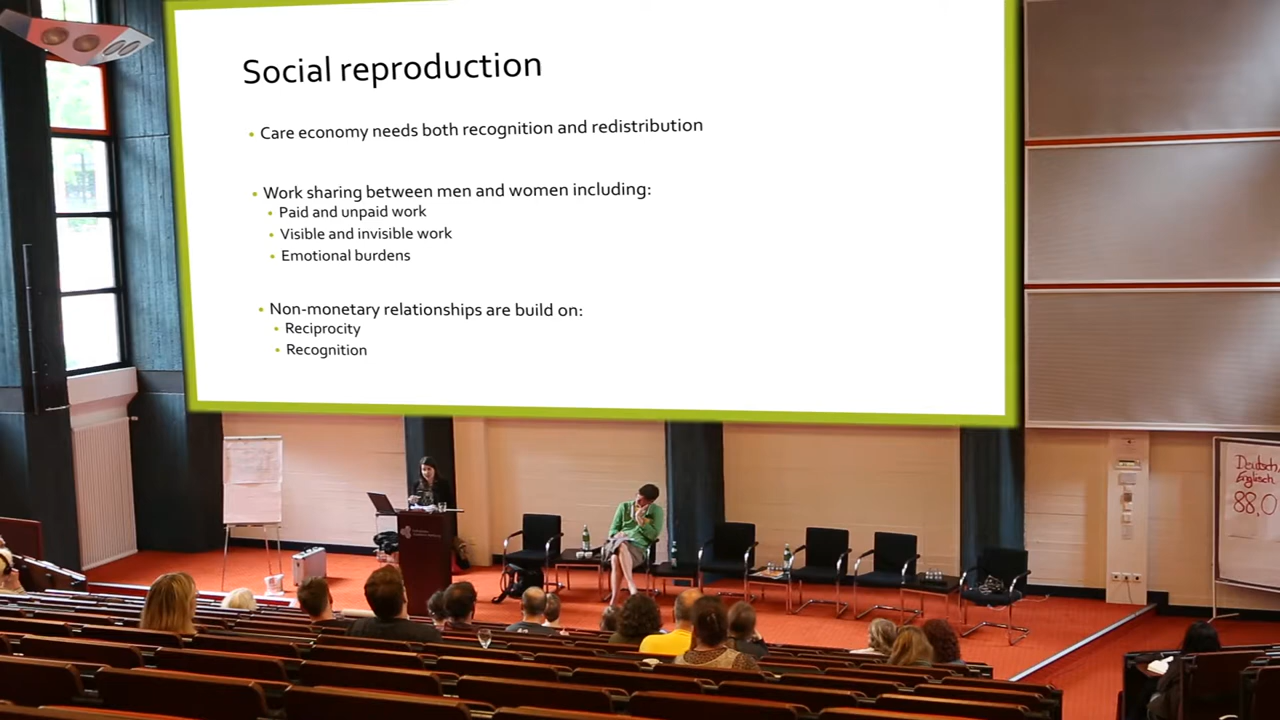 Social reproduction
• Care economy needs both recognition and redistribution
• Work sharing between men and women including:
• Paid and unpaid work
• Visible and invisible work
• Emotional burdens
• Non-monetary relationships are build on:
• Reciprocity
• Recognition
Deutsch/
Englisch
88.0